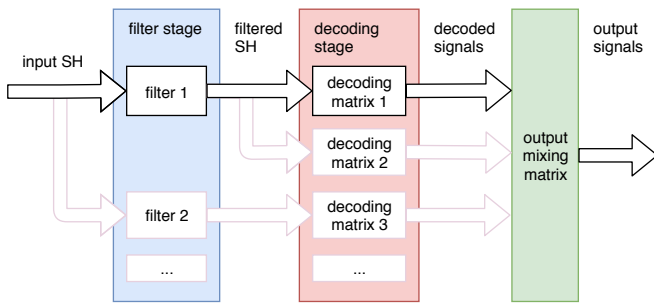 filter stage
filtered
SH
decoding
stage
decoded
signals
output
signals
input SH
filter 1
decoding
matrix 1
decoding
matrix 2
output
mixing
matrix
filter 2
decoding
matrix 3
...
...